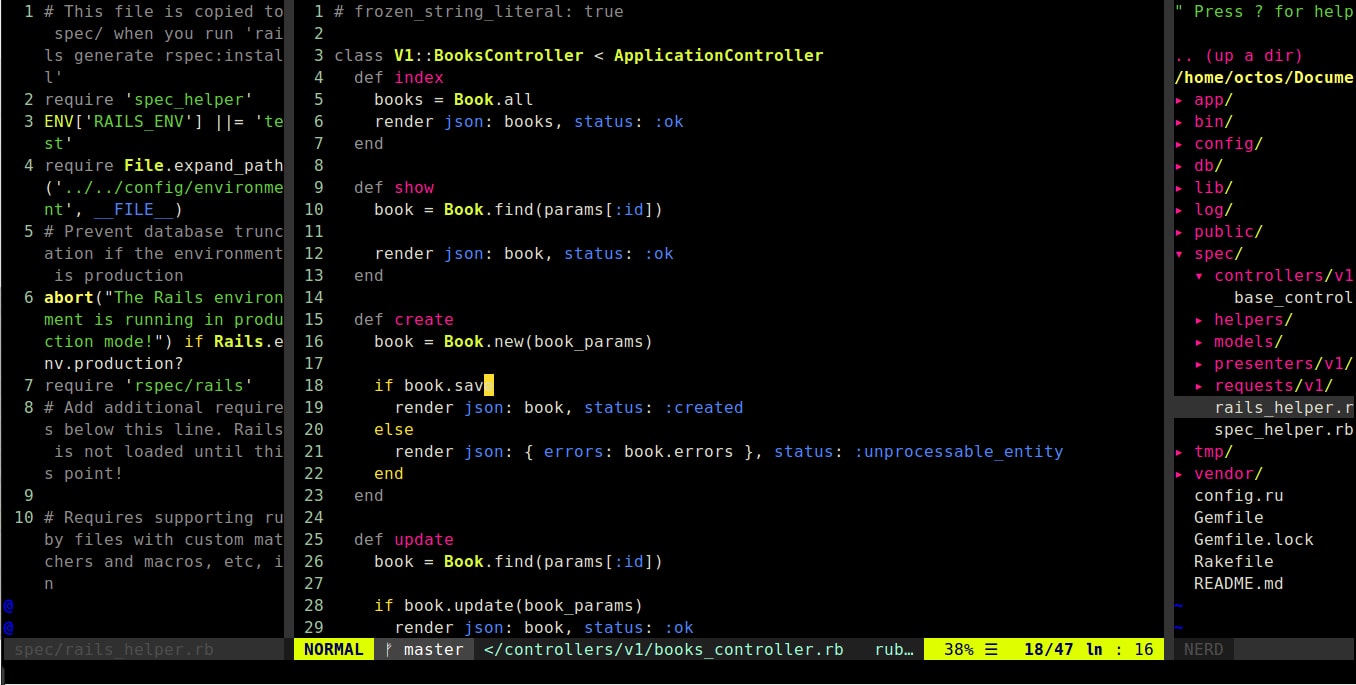 1 # This file is copied to
spec/ when you run 'rai
ls generate rspec:instal
l'
2 require 'spec_helper'
3 ENV['RAILS_ENV'] ||= 'te
st'
4 require File.expand_path
('../../config/environme
nt', __FILE__)
5 # Prevent database trunc
ation if the environment
is production
6 abort("The Rails environ
ment is running in produ
ction mode!") if Rails.e
nv.production?
7 require 'rspec/rails'
8 # Add additional require
s below this line. Rails
is not loaded until thi
s point!
9
10 # Requires supporting ru
by files with custom mat
chers and macros, etc, i
n
@
@
spec/rails_helper.rb
1 # frozen_string_literal: true
2
3 class V1::BooksController < ApplicationController
4   def index
5     books = Book.all
6     render json: books, status: :ok
7   end
8
9   def show
10     book = Book.find(params[:id])
11
12     render json: book, status: :ok
13   end
14
15   def create
16     book = Book.new(book_params)
17
18     if book.sav
19       render json: book, status: :created
20     else
21       render json: { errors: book.errors }, status: :unprocessable_entity
22     end
23   end
24
25   def update
26     book = Book.find(params[:id])
27
28     if book.update(book_params)
29       render json: book, status: :ok
NORMAL master </controllers/v1/books_controller.rb rub… 38% ☰ 18/47 ln : 16
" Press ? for help
.. (up a dir)
/home/octos/Docume
▸ app/
▸ bin/
▸ config/
▸ db/
▸ lib/
▸ log/
▸ public/
▾ spec/
▾ controllers/v1
base_control
▸ helpers/
▸ models/
▸ presenters/v1/
▸ requests/v1/
rails_helper.r
spec_helper.rb
▸ tmp/
▸ vendor/
config.ru
Gemfile
Gemfile.lock
Rakefile
README.md
~
~
NERD